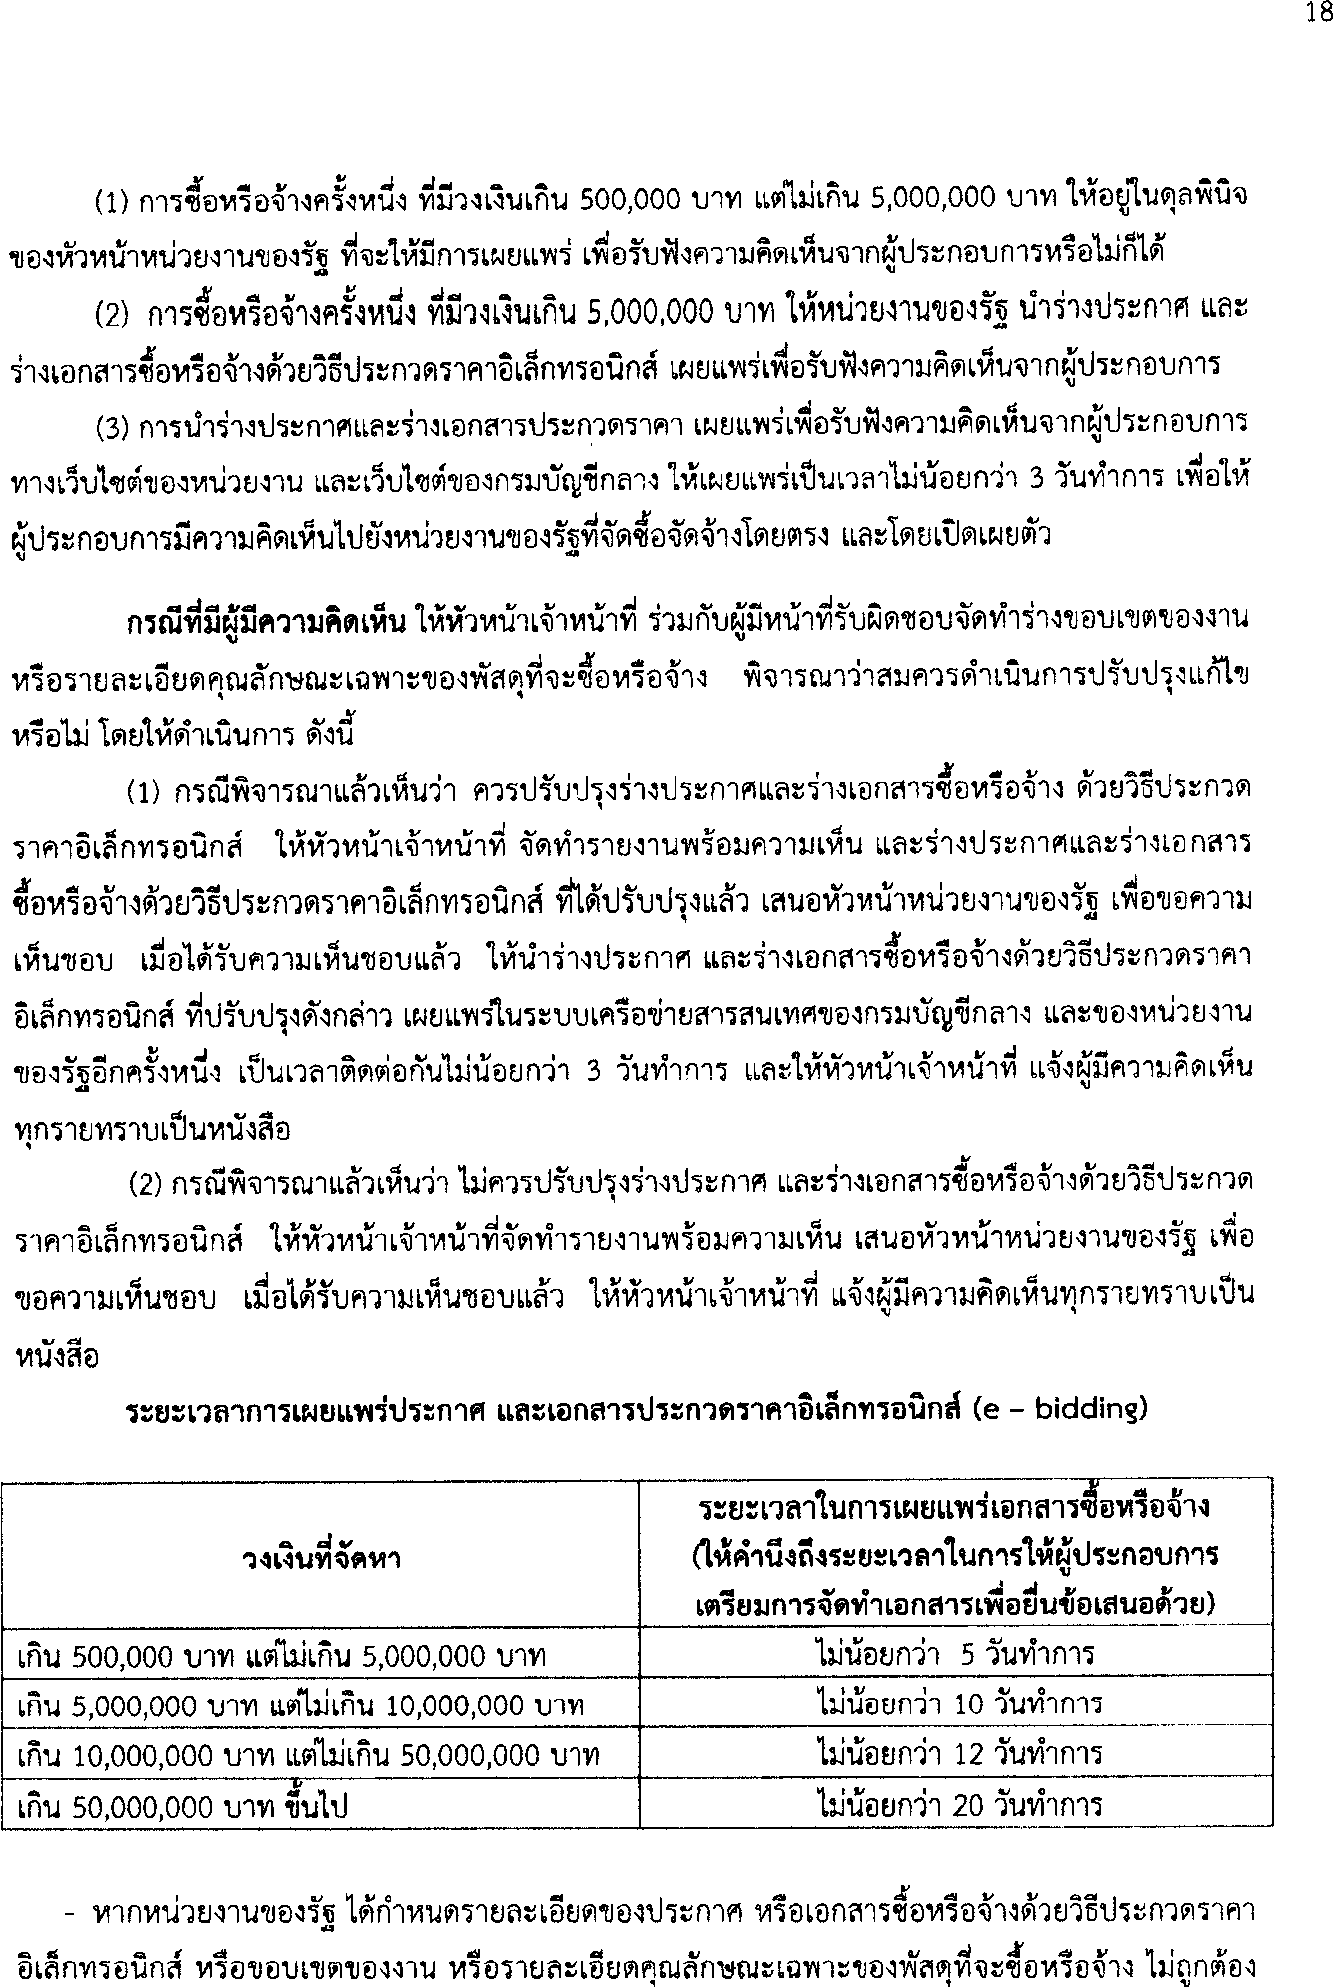 18
(1) การซื้อหรือจ้างครั้งหนึ่ง ที่มีวงเงินเกิน 500,000 บาท แต่ไม่เกิน 5,000,000 บาท ให้อยู่ในดุลพินิจ
ของหัวหน้าหน่วยงานของรัฐ ที่จะให้มีการเผยแพร่ เพื่อรับฟังความคิดเห็นจากผู้ประกอบการหรือไม่ก็ได้
(2) การซื้อหรือจ้างครั้งหนึ่ง ที่มีวงเงินเกิน 5,000,000 บาท ให้หน่วยงานของรัฐ นำร่างประกาศ และ
ร่างเอกสารซื้อหรือจ้างด้วยวิธีประกวดราคาอิเล็กทรอนิกส์ เผยแพร่เพื่อรับฟังความคิดเห็นจากผู้ประกอบการ
(3) การนำร่างประกาศและร่างเอกสารประกวดราคา เผยแพร่เพื่อรับฟังความคิดเห็นจากผู้ประกอบการ
ทางเว็บไซต์ของหน่วยงาน และเว็บไซต์ของกรมบัญชีกลาง ให้เผยแพร่เป็นเวลาไม่น้อยกว่า 3 วันทำการ เพื่อให้
ผู้ประกอบการมีความคิดเห็นไปยังหน่วยงานของรัฐที่จัดซื้อจัดจ้างโดยตรง และโดยเปิดเผยตัว
กรณีที่มีผู้มีความคิดเห็น ให้หัวหน้าเจ้าหน้าที่ ร่วมกับผู้มีหน้าที่รับผิดชอบจัดทำร่างขอบเขตของงาน
หรือรายละเอียดคุณลักษณะเฉพาะของพัสดุที่จะซื้อหรือจ้าง พิจารณาว่าสมควรดำเนินการปรับปรุงแก้ไข
หรือไม่ โดยให้ดำเนินการ ดังนี้
(1) กรณีพิจารณาแล้วเห็นว่า ควรปรับปรุงร่างประกาศและร่างเอกสารซื้อหรือจ้าง ด้วยวิธีประกวด
ราคาอิเล็กทรอนิกส์ ให้หัวหน้าเจ้าหน้าที่ จัดทำรายงานพร้อมความเห็น และร่างประกาศและร่างเอกสาร
ซื้อหรือจ้างด้วยวิธีประกวดราคาอิเล็กทรอนิกส์ ที่ได้ปรับปรุงแล้ว เสนอหัวหน้าหน่วยงานของรัฐ เพื่อขอความ
เห็นชอบ เมื่อได้รับความเห็นชอบแล้ว ให้นำร่างประกาศ และร่างเอกสารซื้อหรือจ้างด้วยวิธีประกวดราคา
อิเล็กทรอนิกส์ ที่ปรับปรุงดังกล่าว เผยแพร่ในระบบเครือข่ายสารสนเทศของกรมบัญชีกลาง และของหน่วยงาน
ของรัฐอีกครั้งหนึ่ง เป็นเวลาติดต่อกันไม่น้อยกว่า 3 วันทำการ และให้หัวหน้าเจ้าหน้าที่ แจ้งผู้มีความคิดเห็น
ทุกรายทราบเป็นหนังสือ
(2) กรณีพิจารณาแล้วเห็นว่า ไม่ควรปรับปรุงร่างประกาศ และร่างเอกสารซื้อหรือจ้างด้วยวิธีประกวด
ราคาอิเล็กทรอนิกส์ ให้หัวหน้าเจ้าหน้าที่จัดทำรายงานพร้อมความเห็น เสนอหัวหน้าหน่วยงานของรัฐ เพื่อ
ขอความเห็นชอบ เมื่อได้รับความเห็นชอบแล้ว ให้หัวหน้าเจ้าหน้าที่ แจ้งผู้มีความคิดเห็นทุกรายทราบเป็น
หนังสือ
ระยะเวลาการเผยแพร่ประกาศ และเอกสารประกวดราคาอิเล็กทรอนิกส์ (e – bidding)
วงเงินที่จัดหา
ระยะเวลาในการเผยแพร่เอกสารซื้อหรือจ้าง
(ให้คำนึงถึงระยะเวลาในการให้ผู้ประกอบการ
เตรียมการจัดทำเอกสารเพื่อยื่นข้อเสนอด้วย)
เกิน 500,000 บาท แต่ไม่เกิน 5,000,000 บาท ไม่น้อยกว่า 5 วันทำการ
เกิน 5,000,000 บาท แต่ไม่เกิน 10,000,000 บาท ไม่น้อยกว่า 10 วันทำการ
เกิน 10,000,000 บาท แต่ไม่เกิน 50,000,000 บาท ไม่น้อยกว่า 12 วันทำการ
เกิน 50,000,000 บาท ขึ้นไป ไม่น้อยกว่า 20 วันทำการ
- หากหน่วยงานของรัฐ ได้กำหนดรายละเอียดของประกาศ หรือเอกสารซื้อหรือจ้างด้วยวิธีประกวดราคา
อิเล็กทรอนิกส์ หรือขอบเขตของงาน หรือรายละเอียดคุณลักษณะเฉพาะของพัสดุที่จะซื้อหรือจ้าง ไม่ถูกต้อง